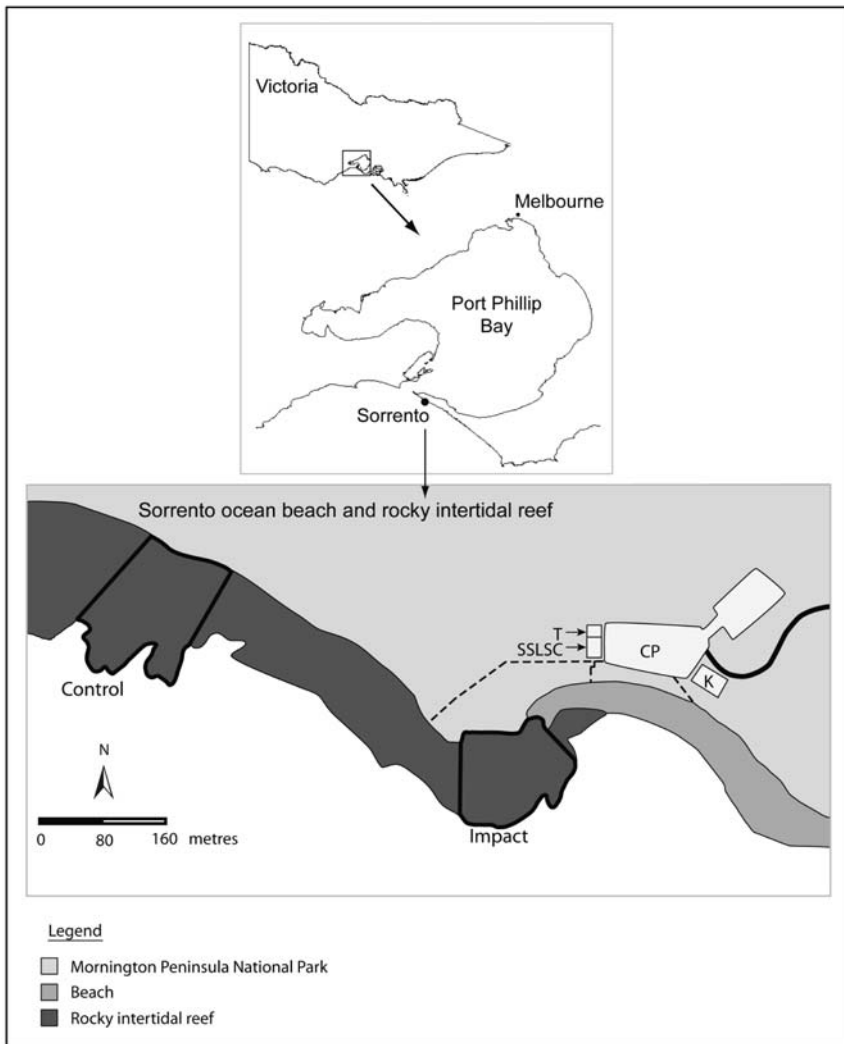 Victoria
Melbourne
Port Phillip
Bay
Sorrento
Sorrento ocean beach and rocky intertidal reef
T
SSLSC
CP
K
Control
N
0 80 160 metres
Impact
Legend
Mornington Peninsula National Park
Beach
Rocky intertidal reef